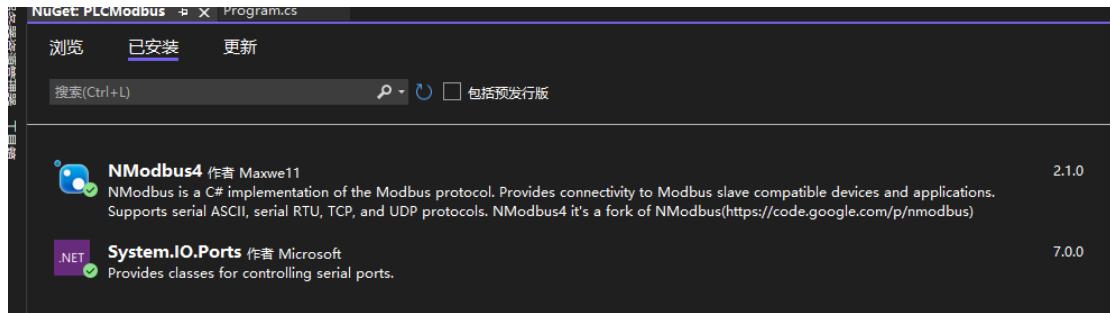 NuGet: PLCModbus
Program.cs
浏览 已安装 更新
搜索(Ctrl+L)
包括预发行版
NModbus4 作者 Maxwe11 2.1.0
NModbus is a C# implementation of the Modbus protocol. Provides connectivity to Modbus slave compatible devices and applications.
Supports serial ASCII, serial RTU, TCP, and UDP protocols. NModbus4 it's a fork of NModbus(https://code.google.com/p/nmodbus)
.NET
System.IO.Ports 作者 Microsoft 7.0.0
Provides classes for controlling serial ports.